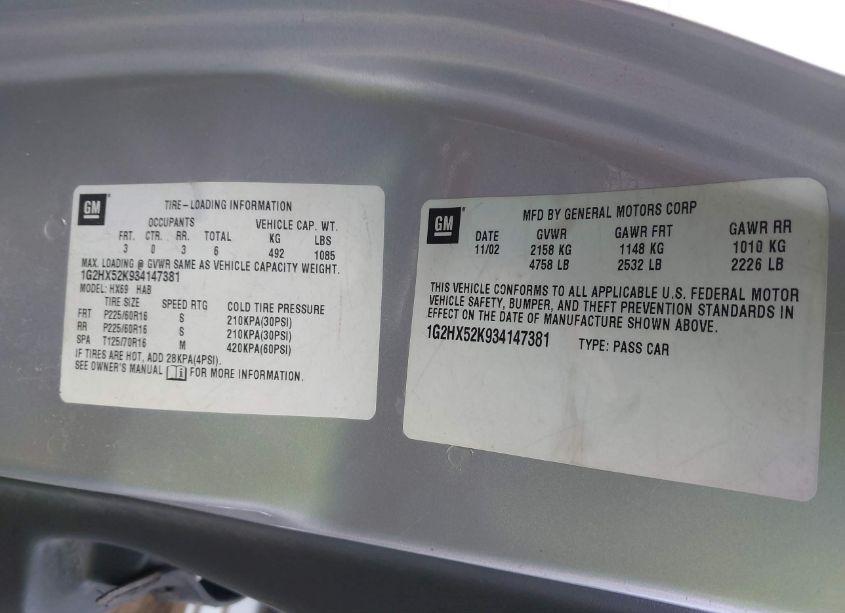 GM
TIRE-LOADING INFORMATION
OCCUPANTS VEHICLE CAP. WT.
FRT. CTR. RR. TOTAL KG LBS
3 0 3 6 492 1085
MAX. LOADING @ GVWR SAME AS VEHICLE CAPACITY WEIGHT.
1G2HX52K934147381
MODEL: HX69 HAB
TIRE SIZE SPEED RTG COLD TIRE PRESSURE
FRT P225/60R16 S 210KPA(30PSI)
RR P225/60R16 S 210KPA(30PSI)
SPA T125/70R16 M 420KPA(60PSI)
IF TIRES ARE HOT, ADD 28KPA(4PSI).
SEE OWNER'S MANUAL FOR MORE INFORMATION.
GM
MFD BY GENERAL MOTORS CORP
DATE GVWR GAWR FRT GAWR RR
11/02 2158 KG 1148 KG 1010 KG
4758 LB 2532 LB 2226 LB
THIS VEHICLE CONFORMS TO ALL APPLICABLE U.S. FEDERAL MOTOR
VEHICLE SAFETY, BUMPER, AND THEFT PREVENTION STANDARDS IN
EFFECT ON THE DATE OF MANUFACTURE SHOWN ABOVE.
1G2HX52K934147381 TYPE: PASS CAR